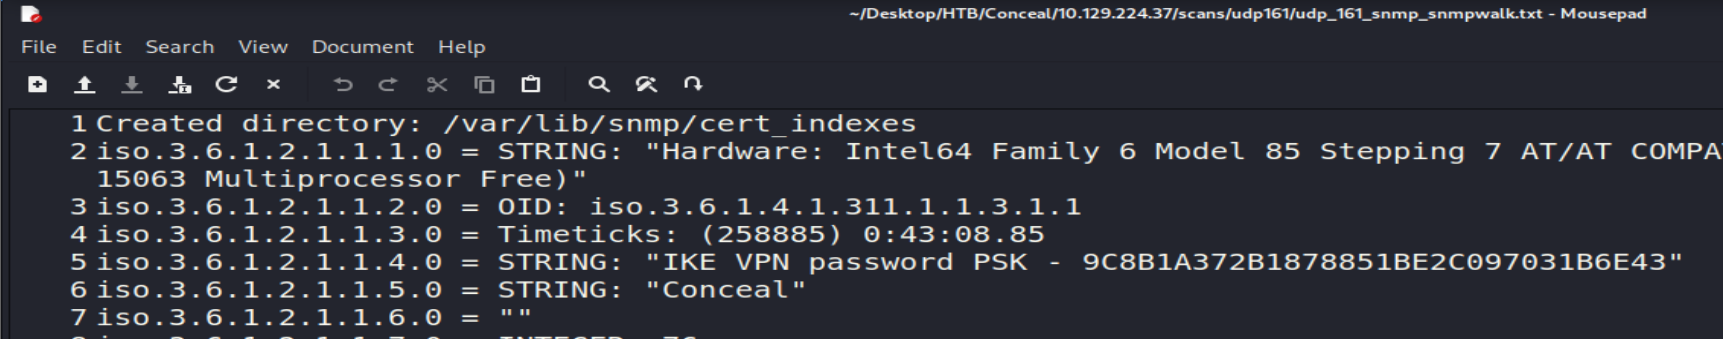 ~/Desktop/HTB/Conceal/10.129.224.37/scans/udp161/udp_161_snmp_snmpwalk.txt - Mousepad
File Edit Search View Document Help
1 Created directory: /var/lib/snmp/cert_indexes
2 iso.3.6.1.2.1.1.1.0 = STRING: "Hardware: Intel64 Family 6 Model 85 Stepping 7 AT/AT COMPA
15063 Multiprocessor Free)"
3 iso.3.6.1.2.1.1.2.0 = OID: iso.3.6.1.4.1.311.1.1.3.1.1
4 iso.3.6.1.2.1.1.3.0 = Timeticks: (258885) 0:43:08.85
5 iso.3.6.1.2.1.1.4.0 = STRING: "IKE VPN password PSK - 9C8B1A372B1878851BE2C097031B6E43"
6 iso.3.6.1.2.1.1.5.0 = STRING: "Conceal"
7 iso.3.6.1.2.1.1.6.0 = ""